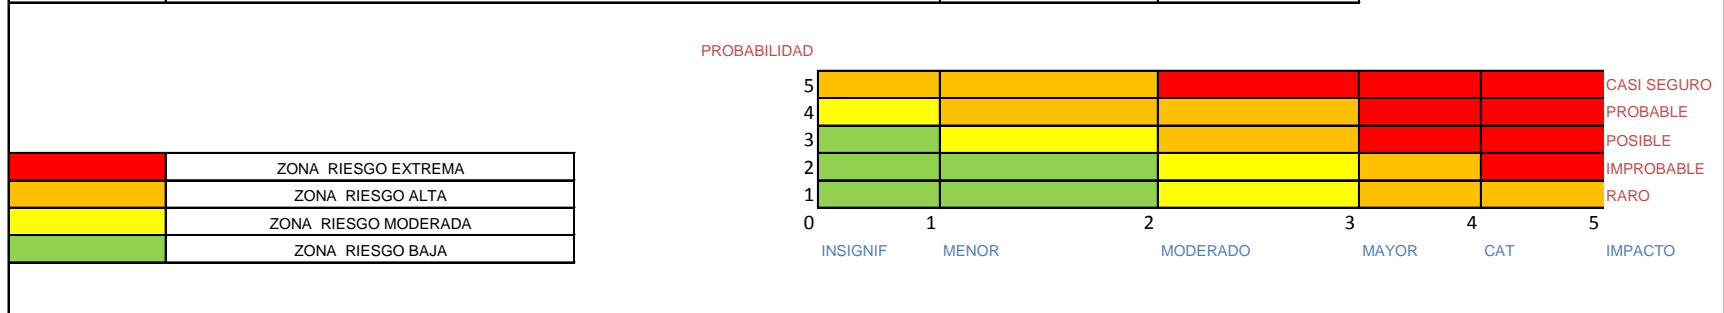 PROBABILIDAD
5 CASI SEGURO
4 PROBABLE
3 POSIBLE
ZONA RIESGO EXTREMA 2 IMPROBABLE
ZONA RIESGO ALTA 1 RARO
ZONA RIESGO MODERADA 0 1 2 3 4 5
ZONA RIESGO BAJA INSIGNIF MENOR MODERADO MAYOR CAT IMPACTO